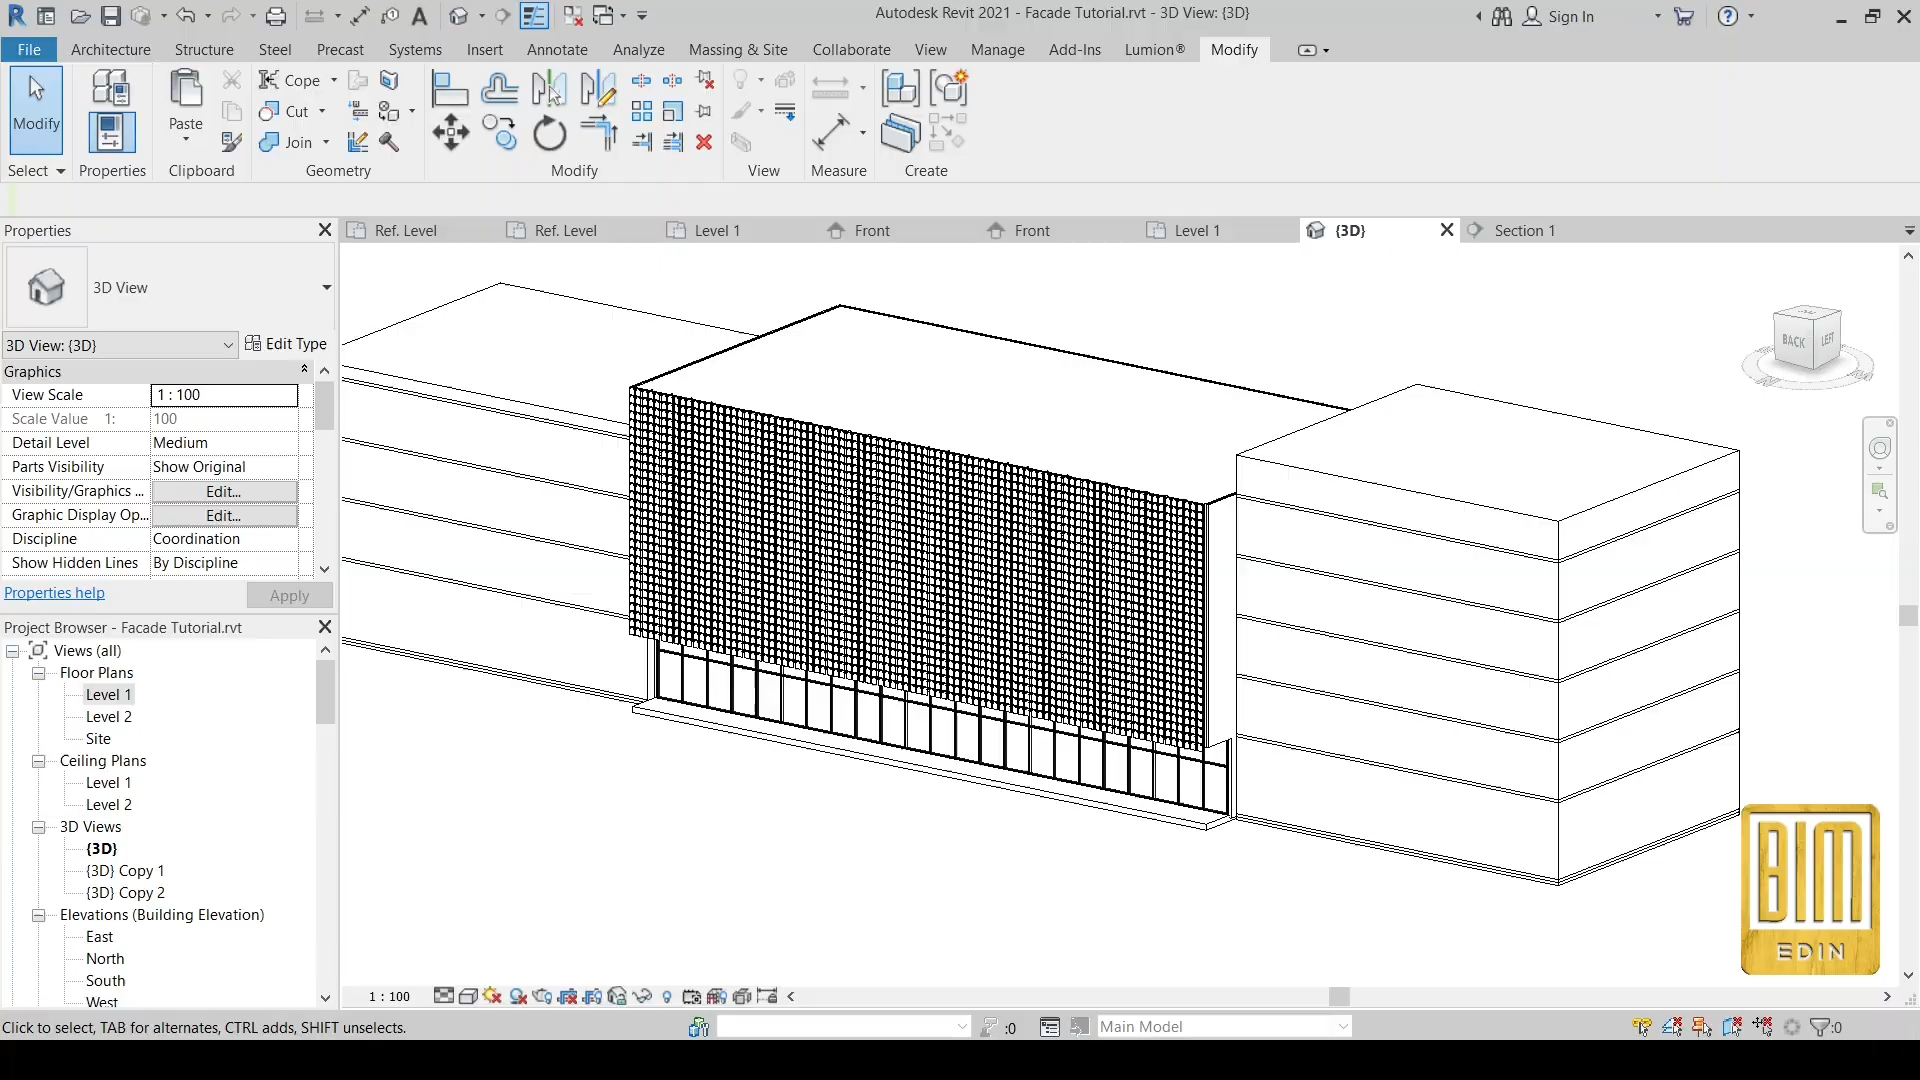 Autodesk Revit 2021 - Facade Tutorial.rvt - 3D View: {3D}
Sign In
File Architecture Structure Steel Precast Systems Insert Annotate Analyze Massing & Site Collaborate View Manage Add-Ins Lumion® Modify
Modify
Paste
Cope
Cut
Join
Select Properties Clipboard Geometry Modify View Measure Create
Properties
Ref. Level
Ref. Level
Level 1
Front
Front
Level 1
{3D}
Section 1
3D View
3D View: {3D}
Edit Type
Graphics
View Scale 1 : 100
Scale Value 1: 100
Detail Level Medium
Parts Visibility Show Original
Visibility/Graphics ... Edit...
Graphic Display Op... Edit...
Discipline Coordination
Show Hidden Lines By Discipline
Properties help
Apply
Project Browser - Facade Tutorial.rvt
Views (all)
Floor Plans
Level 1
Level 2
Site
Ceiling Plans
Level 1
Level 2
3D Views
{3D}
{3D} Copy 1
{3D} Copy 2
Elevations (Building Elevation)
East
North
South
West
BACK
LEFT
BIM
EDIN
1 : 100
Click to select, TAB for alternates, CTRL adds, SHIFT unselects.
:0
Main Model
:0